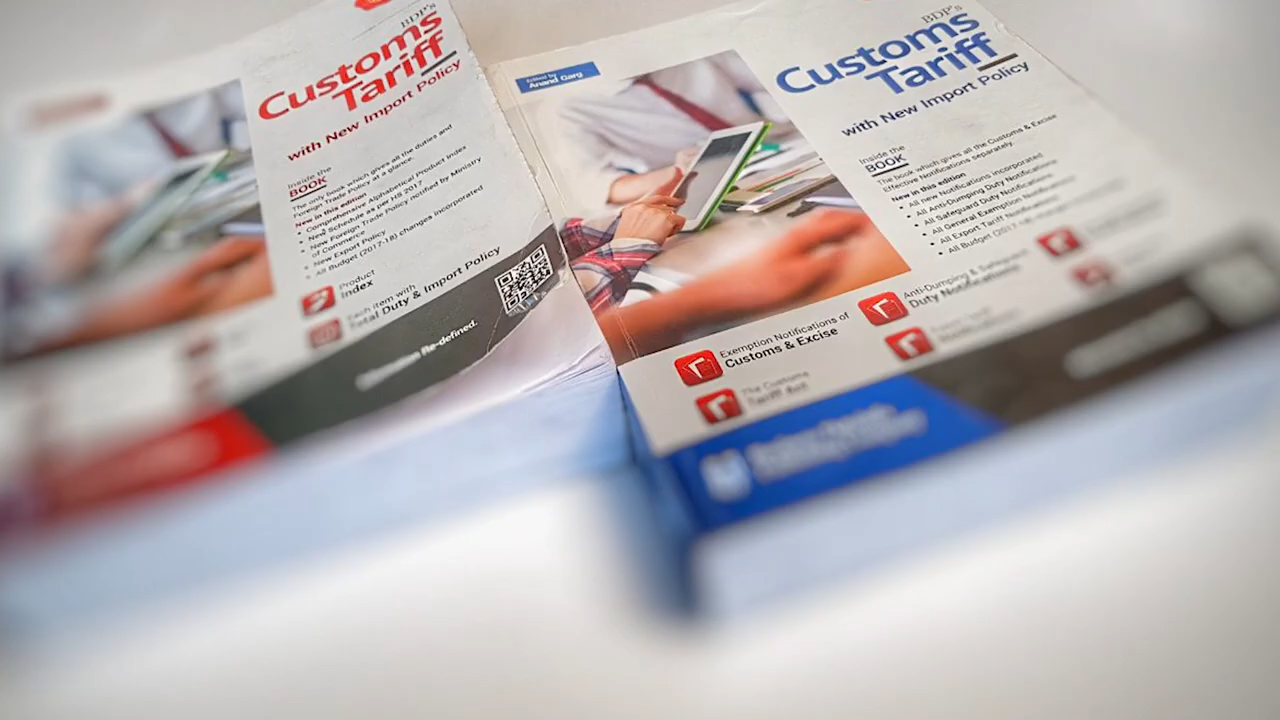 BDP's
Customs
Tariff
with New Import Policy
Inside the
BOOK
The only book which gives all the duties and
Foreign Trade Policy at a glance.
New in this edition
• Comprehensive Alphabetical Product Index
• New Schedule as per HS 2017
• New Foreign Trade Policy notified by Ministry
of Commerce
• New Export Policy
• All Budget (2017-18) changes incorporated
Product
Index
Each item with
Total Duty & Import Policy
Re-defined.
Edited by
Anand Garg
BDP's
Customs
Tariff
with New Import Policy
Inside the
BOOK
The book which gives all the Customs & Excise
Effective Notifications separately.
New in this edition
• All new Notifications incorporated
• All Anti-Dumping Duty Notifications
• All Safeguard Duty Notifications
• All General Exemption Notifications
• All Export Tariff Notifications
• All Budget (2017-18)
Exemption Notifications of
Customs & Excise
Anti-Dumping & Safeguard
Duty Notifications
The Customs
Tariff Act